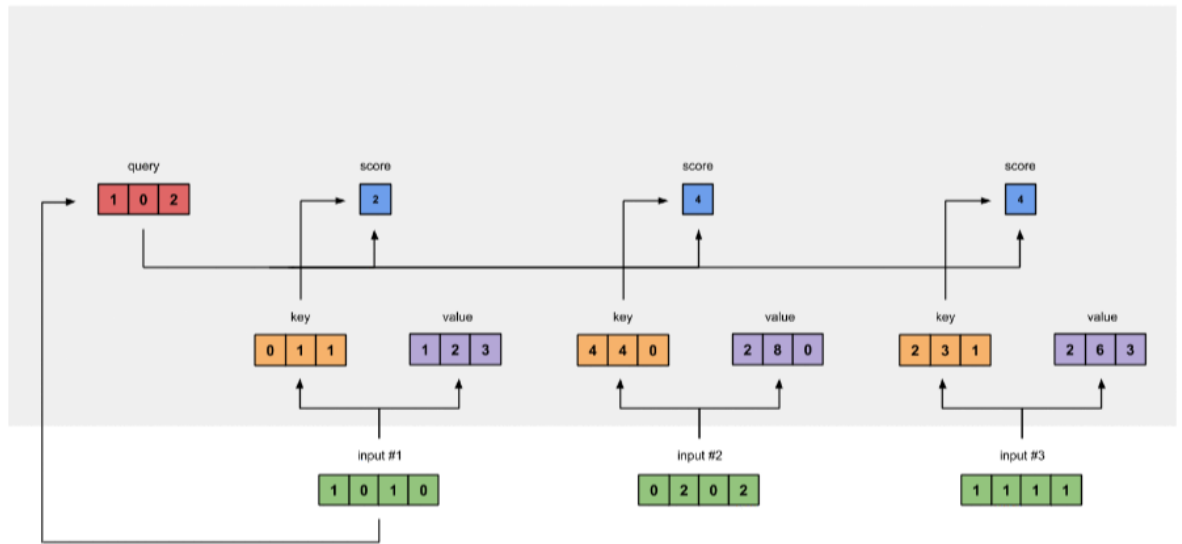 query score score score
1 0 2 2 4 4
key value key value key value
0 1 1 1 2 3 4 4 0 2 8 0 2 3 1 2 6 3
input #1 input #2 input #3
1 0 1 0 0 2 0 2 1 1 1 1